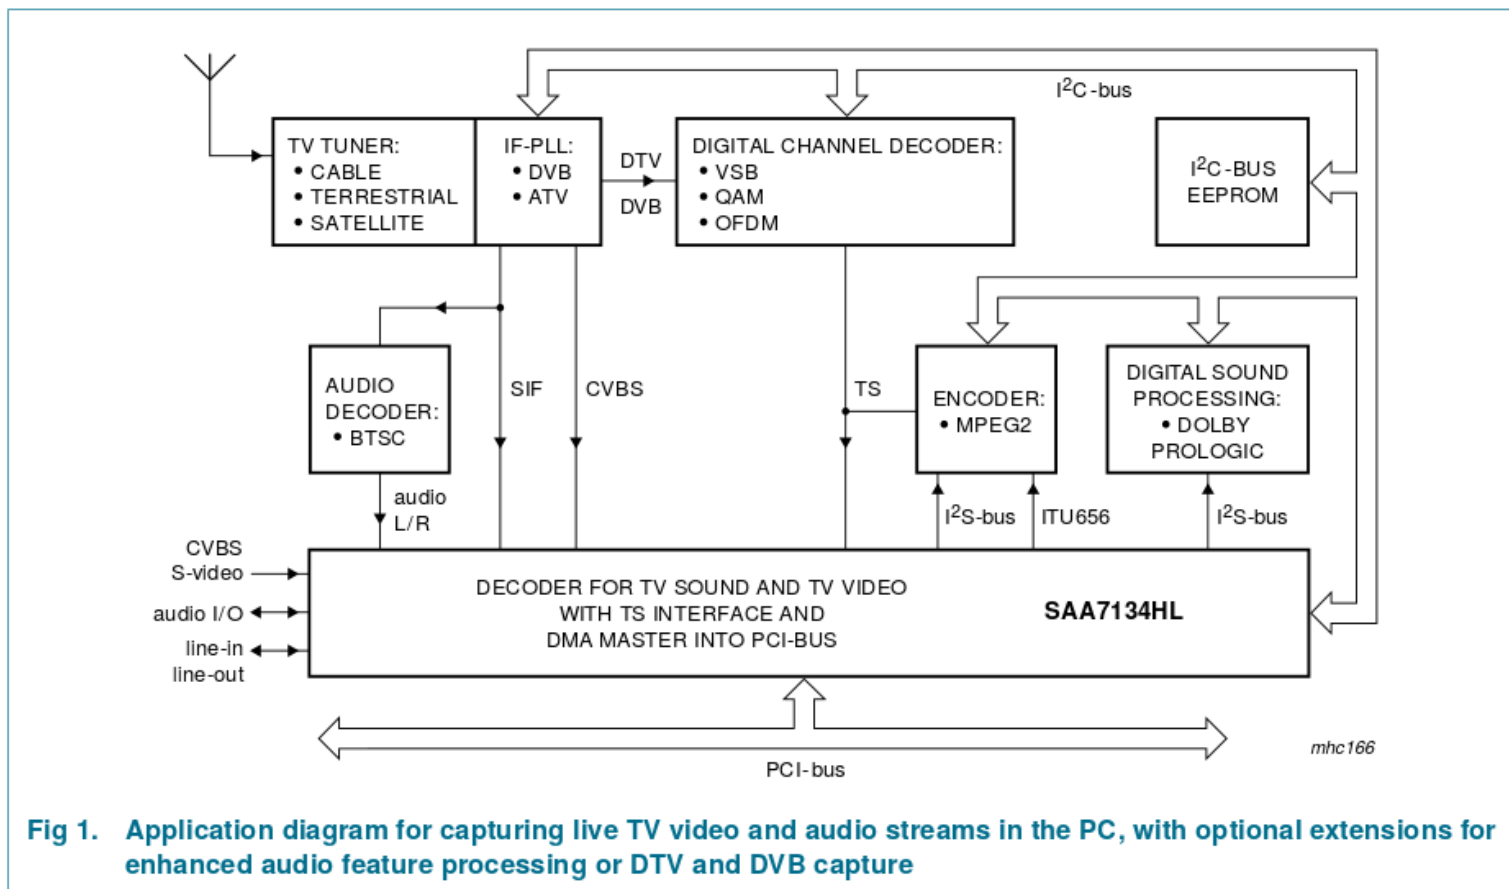 I²C-bus
TV TUNER:
• CABLE
• TERRESTRIAL
• SATELLITE
IF-PLL:
• DVB
• ATV
DTV
DVB
DIGITAL CHANNEL DECODER:
• VSB
• QAM
• OFDM
I²C-BUS
EEPROM
AUDIO
DECODER:
• BTSC
SIF
CVBS
TS
ENCODER:
• MPEG2
DIGITAL SOUND
PROCESSING:
• DOLBY
PROLOGIC
audio
L/R
I²S-bus
ITU656
I²S-bus
CVBS
S-video
audio I/O
line-in
line-out
DECODER FOR TV SOUND AND TV VIDEO
WITH TS INTERFACE AND
DMA MASTER INTO PCI-BUS
SAA7134HL
PCI-bus
mhc166
Fig 1. Application diagram for capturing live TV video and audio streams in the PC, with optional extensions for
enhanced audio feature processing or DTV and DVB capture